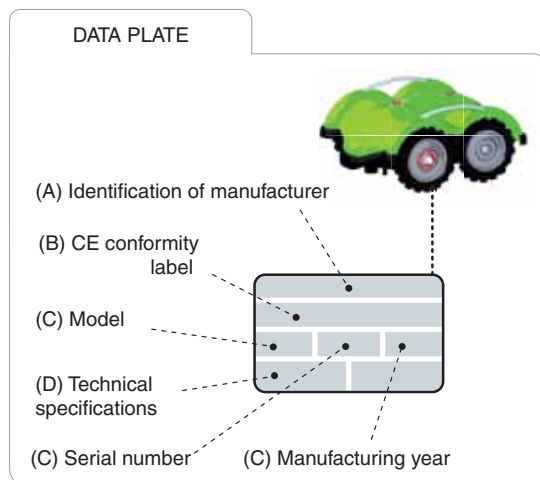 DATA PLATE
(A) Identification of manufacturer
(B) CE conformity
label
(C) Model
(D) Technical
specifications
(C) Serial number
(C) Manufacturing year